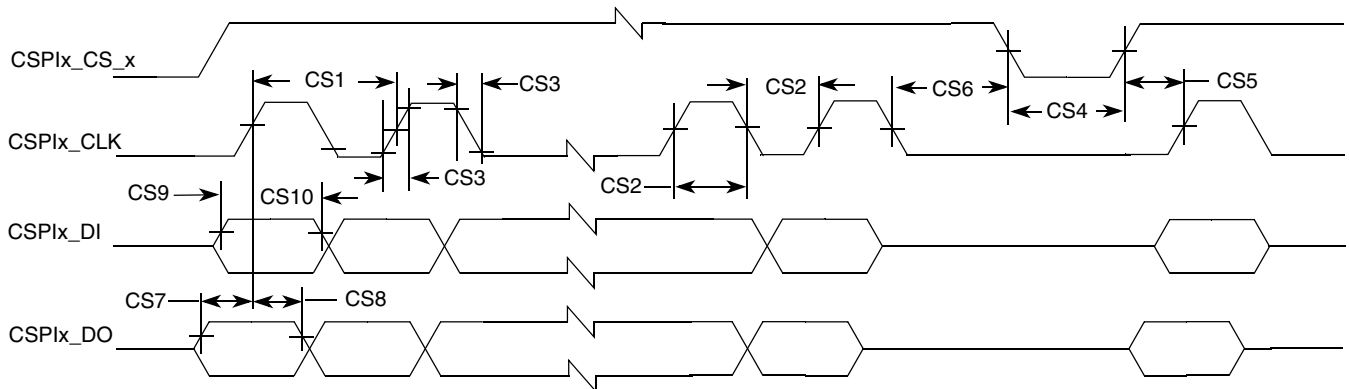 CSPIx_CS_x
CS1
CS3
CS2
CS6
CS4
CS5
CSPIx_CLK
CS3
CS2
CS9
CS10
CSPIx_DI
CS7
CS8
CSPIx_DO